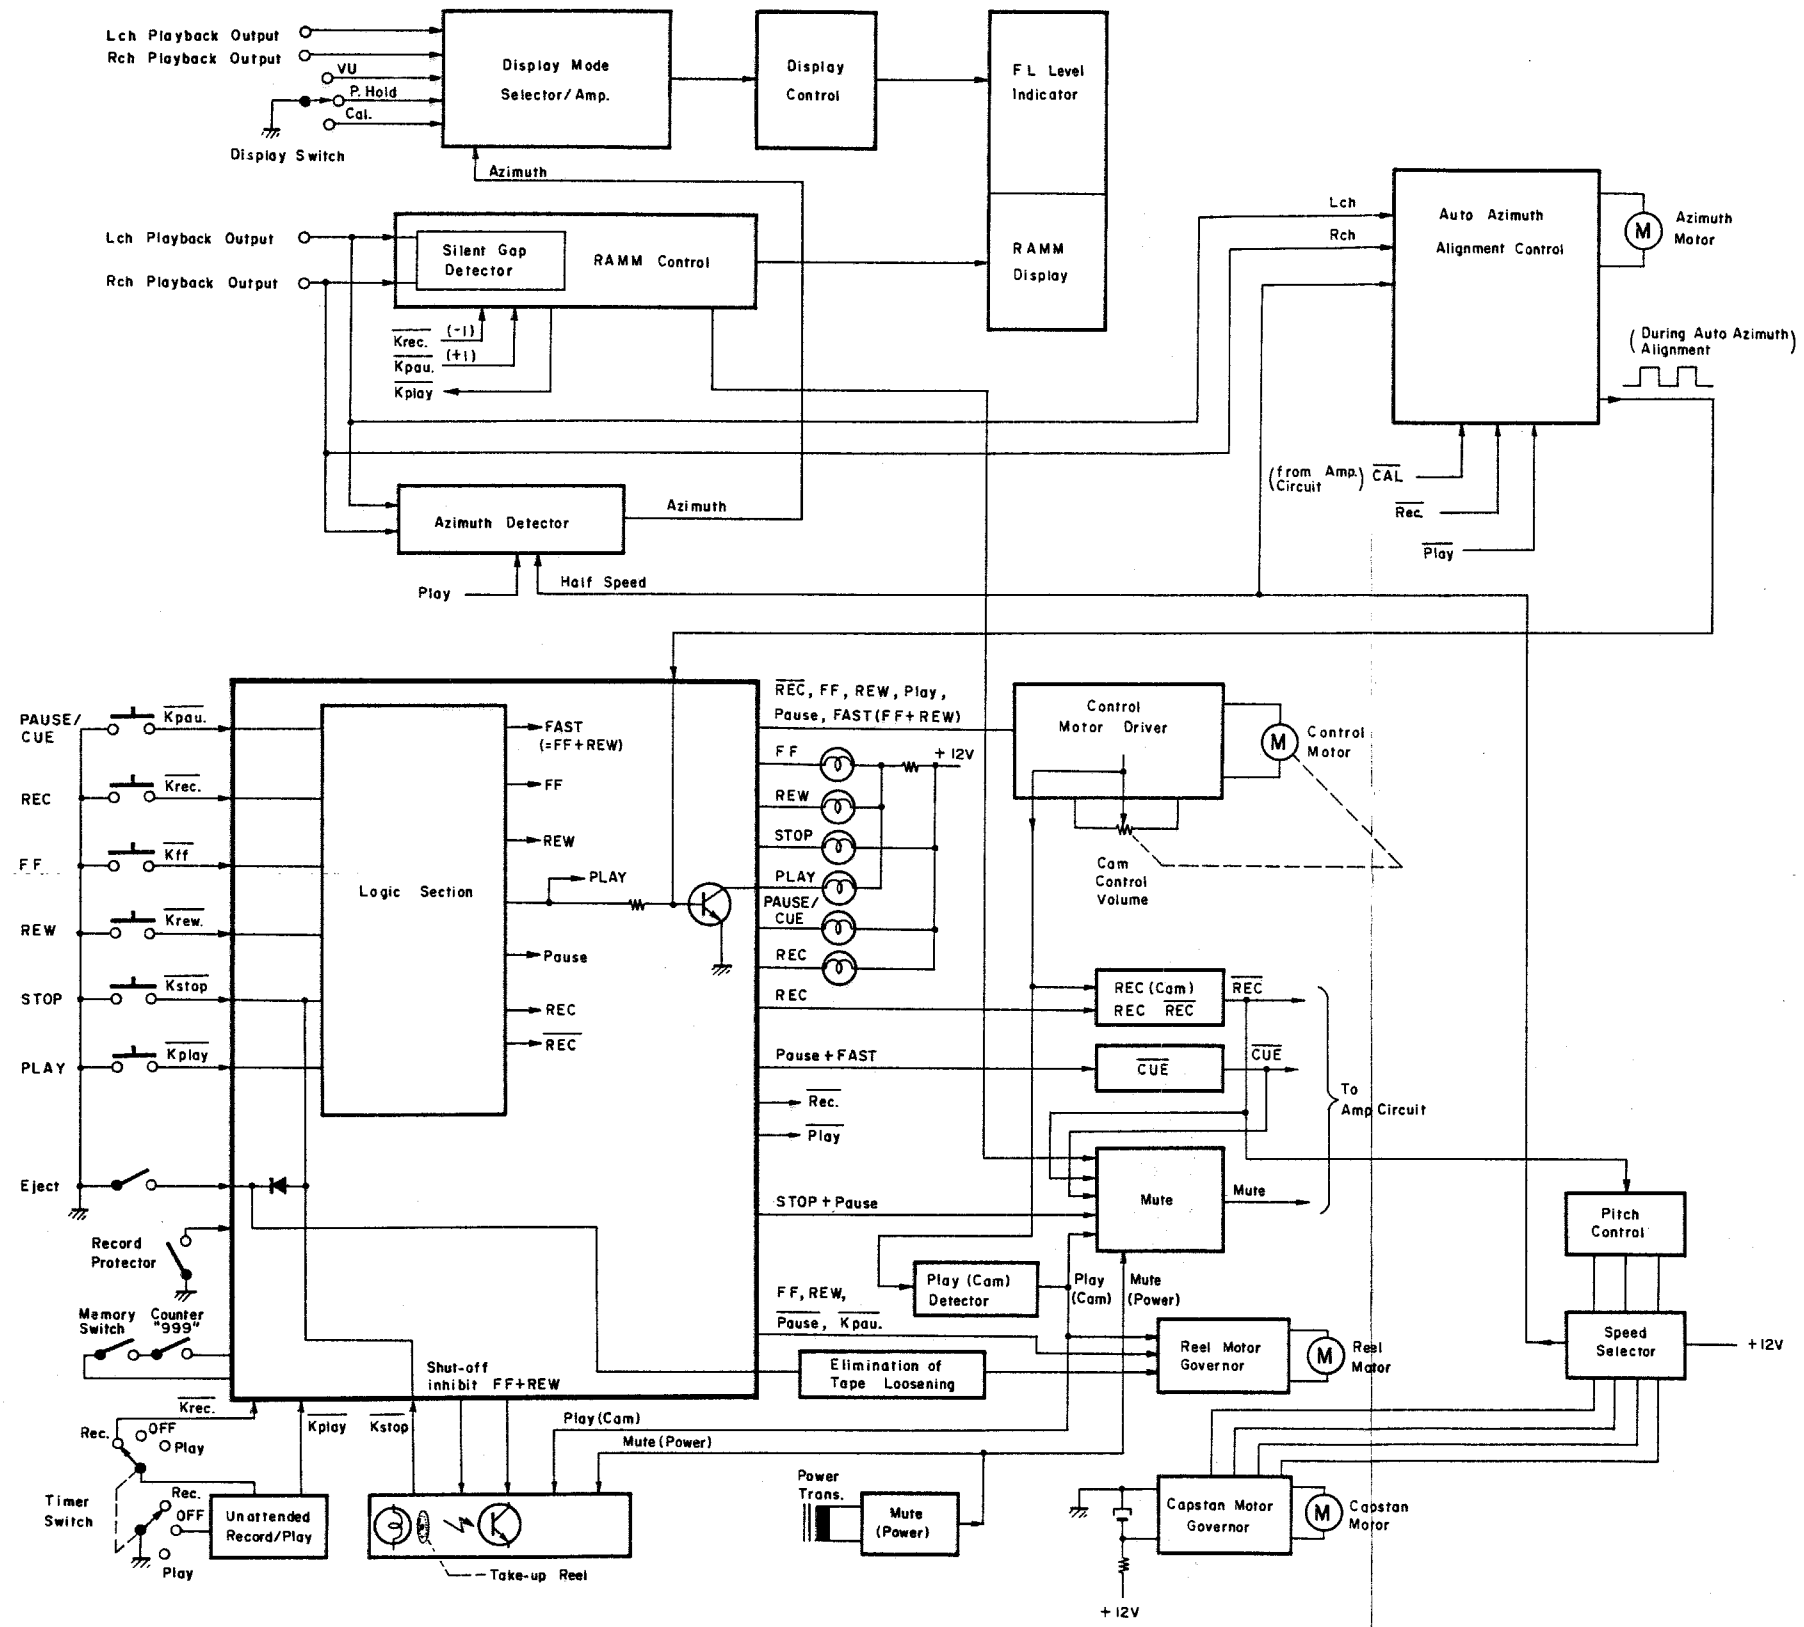 Lch Playback Output
Rch Playback Output
VU
P. Hold
Cal.
Display Switch
Display Mode
Selector/Amp.
Display
Control
FL Level
Indicator
Azimuth
Lch Playback Output
Rch Playback Output
Silent Gap
Detector
RAMM Control
RAMM
Display
Krec. (-1)
Kpau. (+1)
Kplay
Lch
Rch
Auto Azimuth
Alignment Control
M
Azimuth
Motor
(During Auto Azimuth)
Alignment
(from Amp.) CAL
Circuit
Rec.
Play
Azimuth Detector
Azimuth
Play
Half Speed
PAUSE/
CUE
Kpau.
REC
Krec.
FF
Kff
REW
Krew.
STOP
Kstop
PLAY
Kplay
Eject
Record
Protector
Memory
Switch
Counter
"999"
Logic Section
FAST
(=FF+REW)
FF
REW
PLAY
Pause
REC
REC
REC, FF, REW, Play,
Pause, FAST(FF+REW)
FF
+12V
REW
STOP
PLAY
PAUSE/
CUE
REC
REC
Pause+FAST
Rec.
Play
STOP+Pause
FF, REW,
Pause, Kpau.
Control
Motor Driver
M
Control
Motor
Cam
Control
Volume
REC (Cam)
REC REC
REC
CUE
CUE
To
Amp Circuit
Mute
Mute
Play (Cam)
Detector
Play
(Cam)
Mute
(Power)
Pitch
Control
Speed
Selector
+12V
Reel Motor
Governor
M
Reel
Motor
Elimination of
Tape Loosening
Shut-off
inhibit FF+REW
Krec.
Kplay
Kstop
Play(Cam)
Mute(Power)
Rec.
OFF
Play
Timer
Switch
Rec.
OFF
Play
Unattended
Record/Play
Take-up Reel
Power
Trans.
Mute
(Power)
Capstan Motor
Governor
M
Capstan
Motor
+12V